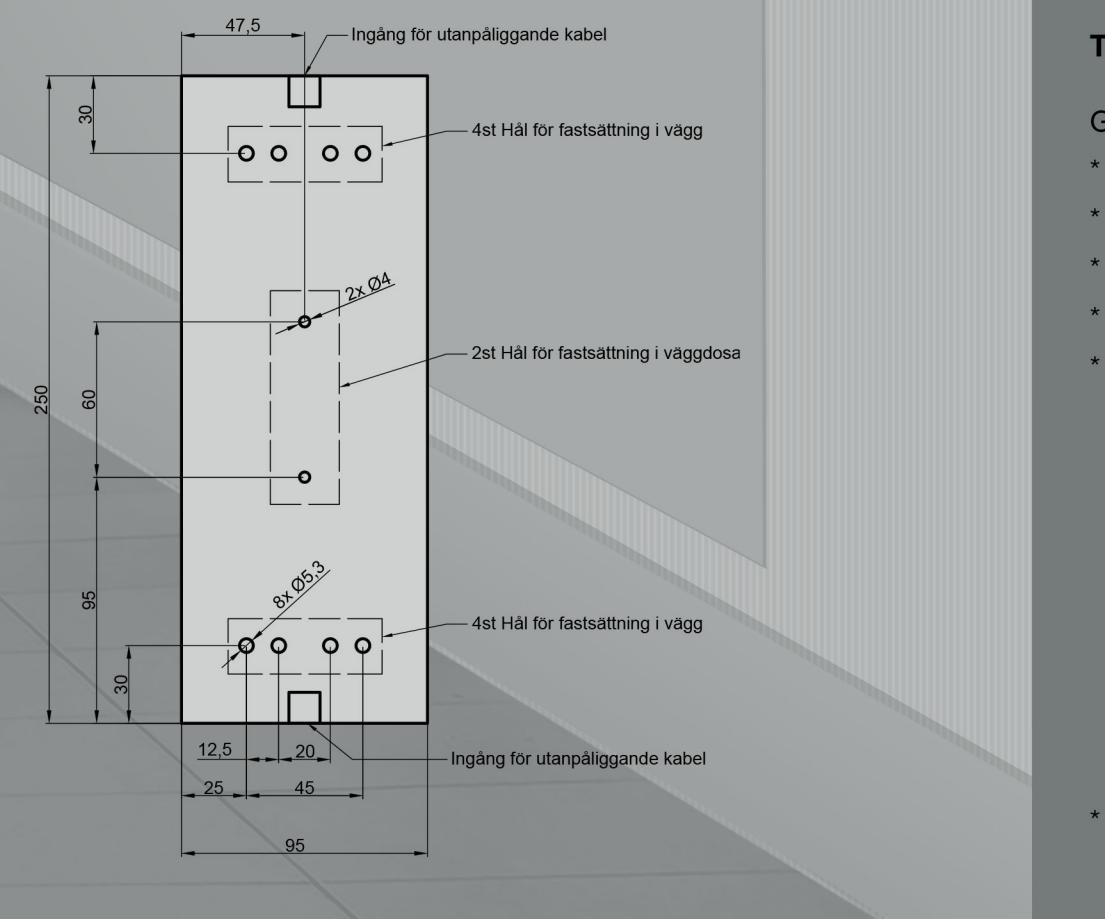 47,5
Ingång för utanpåliggande kabel
T
G
30
4st Hål för fastsättning i vägg
*
*
*
2x Ø4
*
2st Hål för fastsättning i väggdosa
*
250
60
8x Ø5,3
95
4st Hål för fastsättning i vägg
30
12,5
20
Ingång för utanpåliggande kabel
25
45
*
95